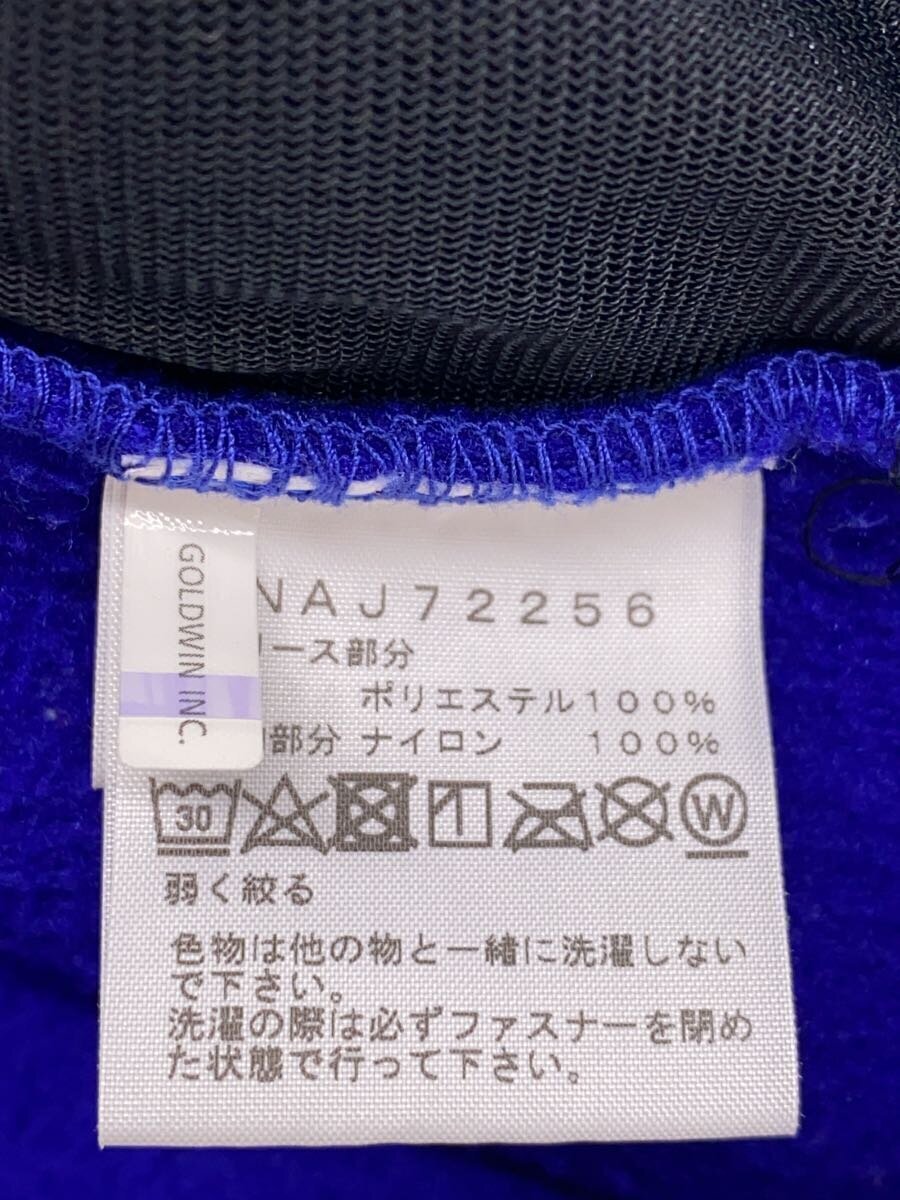 GOLDWIN INC.
NAJ72256
リース部分
ポリエステル100%
部分 ナイロン 100%
30
W
弱く絞る
色物は他の物と一緒に洗濯しない
で下さい。
洗濯の際は必ずファスナーを閉め
た状態で行って下さい。